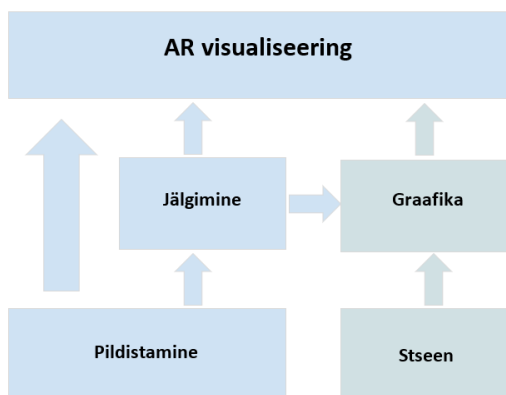 AR visualiseering
Jälgimine
Graafika
Pildistamine
Stseen